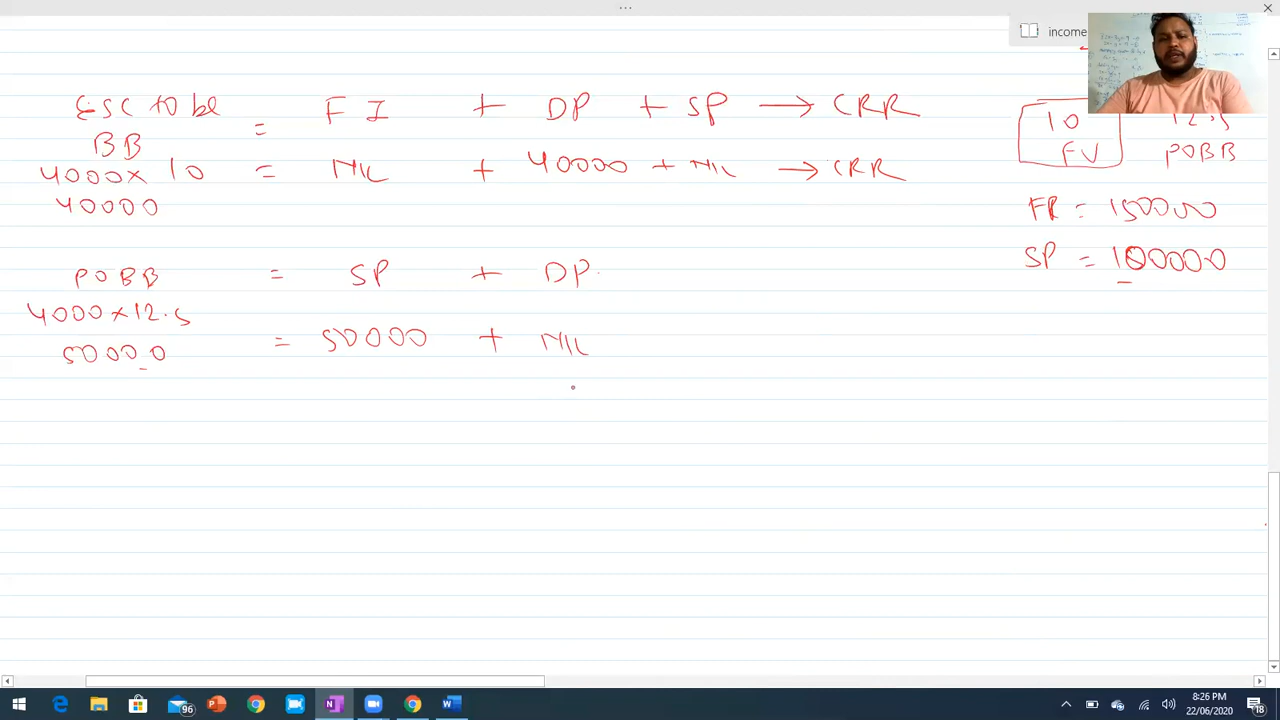 income
ESC to be = FI + DP + SP → CRR
BB
4000 × 10 = NIL + 40000 + NIL → CRR
40000
POBB = SP + DP
4000 × 12.5
50000 = 50000 + NIL
10 12.5
FV POBB
FR = 150000
SP = 100000
96
8:26 PM
22/06/2020
18